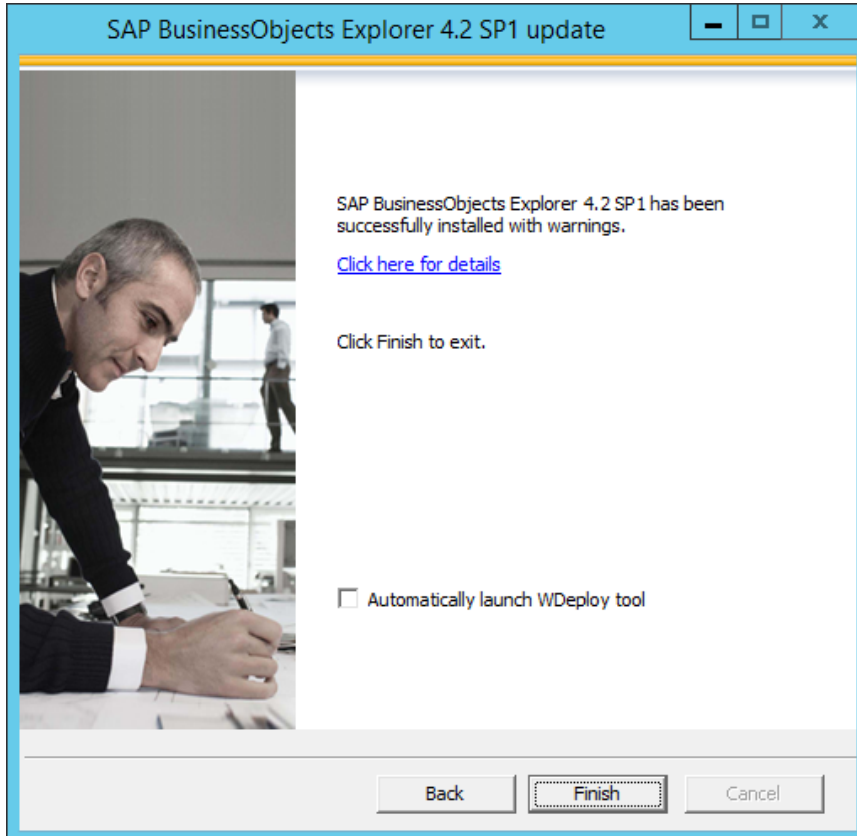 SAP BusinessObjects Explorer 4.2 SP1 update
SAP BusinessObjects Explorer 4.2 SP1 has been
successfully installed with warnings.
Click here for details
Click Finish to exit.
Automatically launch WDeploy tool
Back
Finish
Cancel